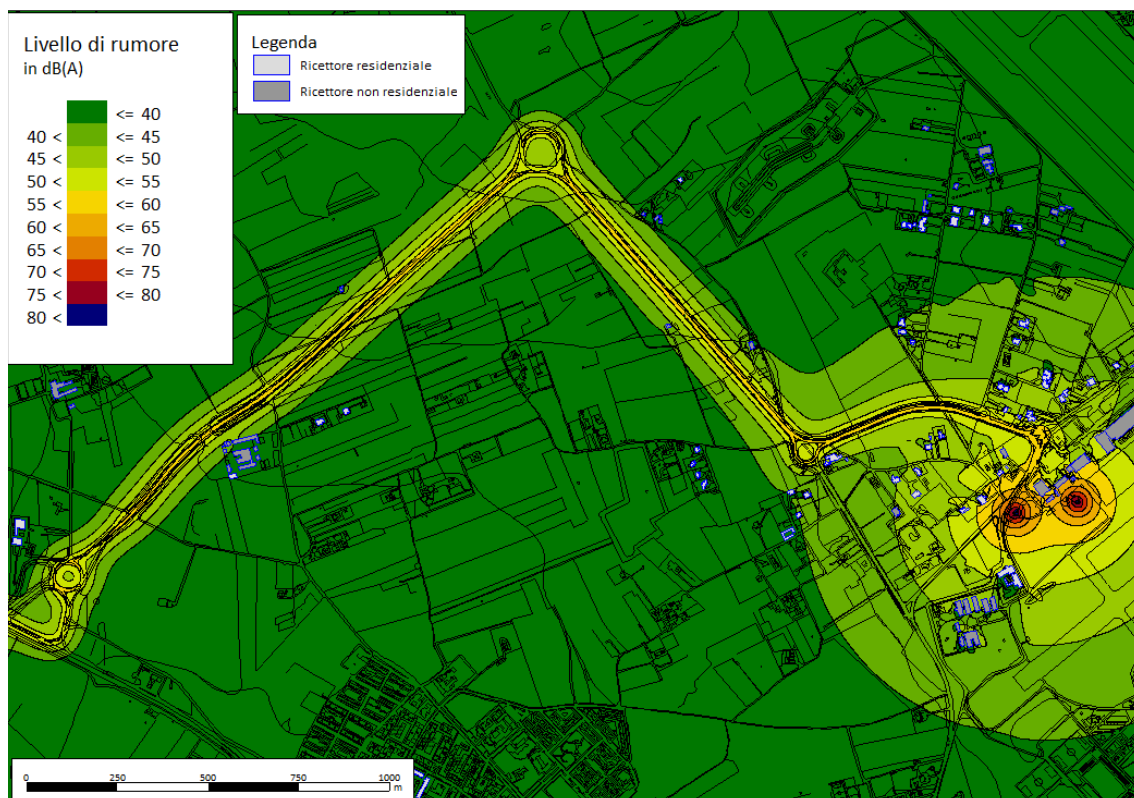 Livello di rumore
in dB(A)
<= 40
40 < <= 45
45 < <= 50
50 < <= 55
55 < <= 60
60 < <= 65
65 < <= 70
70 < <= 75
75 < <= 80
80 <
Legenda
Ricettore residenziale
Ricettore non residenziale
0 250 500 750 1000
m